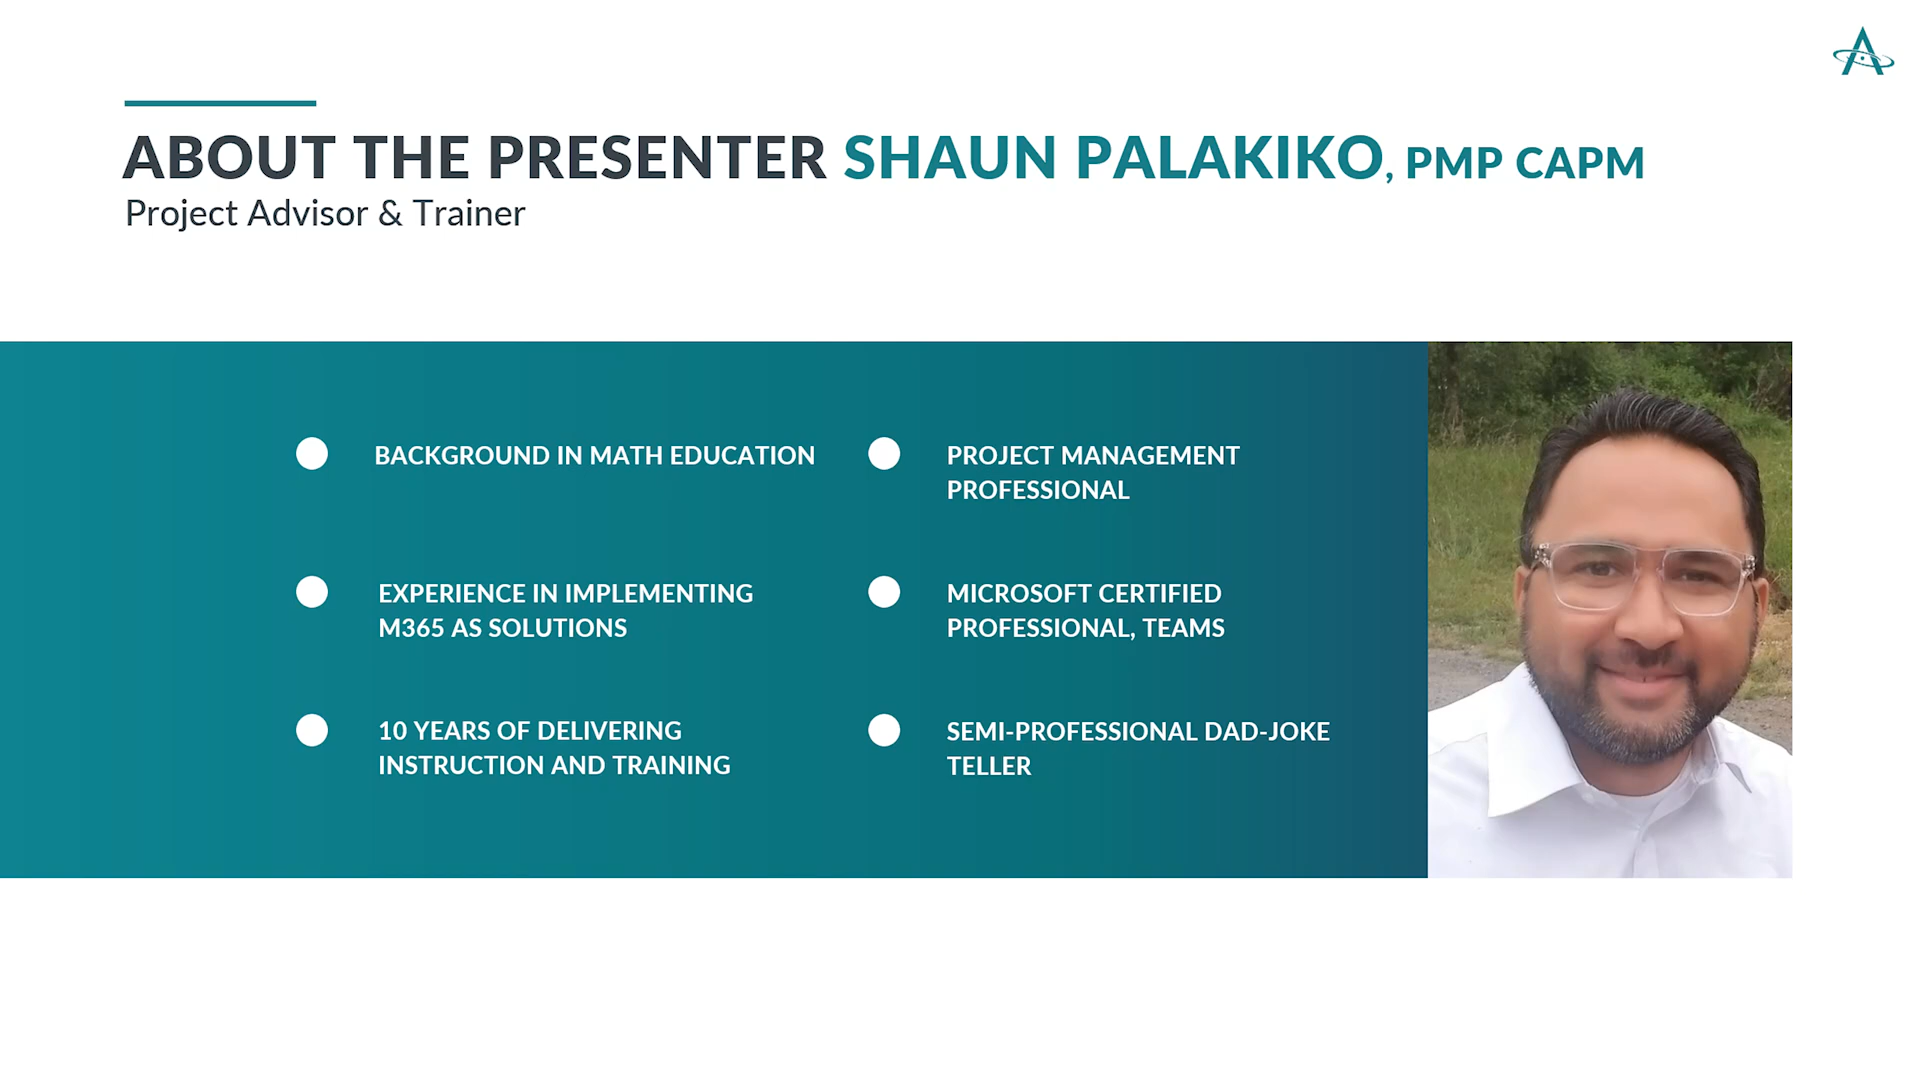 ABOUT THE PRESENTER SHAUN PALAKIKO, PMP CAPM
Project Advisor & Trainer
BACKGROUND IN MATH EDUCATION
EXPERIENCE IN IMPLEMENTING
M365 AS SOLUTIONS
10 YEARS OF DELIVERING
INSTRUCTION AND TRAINING
PROJECT MANAGEMENT
PROFESSIONAL
MICROSOFT CERTIFIED
PROFESSIONAL, TEAMS
SEMI-PROFESSIONAL DAD-JOKE
TELLER